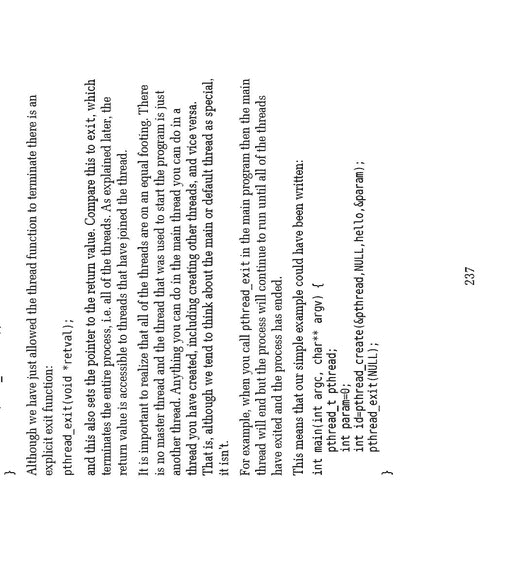 }
Although we have just allowed the thread function to terminate there is an
explicit exit function:
pthread_exit(void *retval);
and this also sets the pointer to the return value. Compare this to exit, which
terminates the entire process, i.e. all of the threads. As explained later, the
return value is accessible to threads that have joined the thread.
It is important to realize that all of the threads are on an equal footing. There
is no master thread and the thread that was used to start the program is just
another thread. Anything you can do in the main thread you can do in a
thread you have created, including creating other threads, and vice versa.
That is, although we tend to think about the main or default thread as special,
it isn't.
For example, when you call pthread_exit in the main program then the main
thread will end but the process will continue to run until all of the threads
have exited and the process has ended.
This means that our simple example could have been written:
int main(int argc, char** argv) {
pthread_t pthread;
int param=0;
int id=pthread_create(&pthread,NULL,hello,&param);
pthread_exit(NULL);
}
237